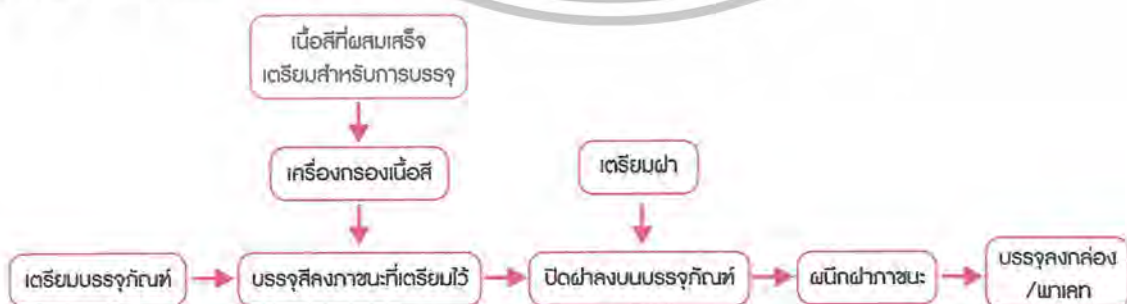 เนื้อสีที่ผสมเสร็จ
เตรียมสำหรับการบรรจุ
เครื่องกรองเนื้อสี
เตรียมฝา
เตรียมบรรจุภัณฑ์
บรรจุสีลงภาชนะที่เตรียมไว้
ปิดฝาลงบนบรรจุภัณฑ์
ผนึกฝาภาชนะ
บรรจุลงกล่อง
/พาเลท